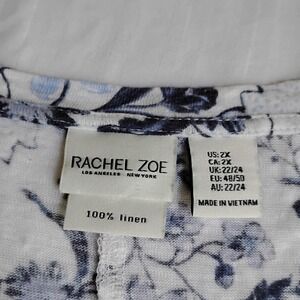 RACHEL ZOE
LOS ANGELES NEW YORK
100% linen
US: 2X
CA: 2X
UK: 22/24
EU: 48/50
AU: 22/24
MADE IN VIETNAM